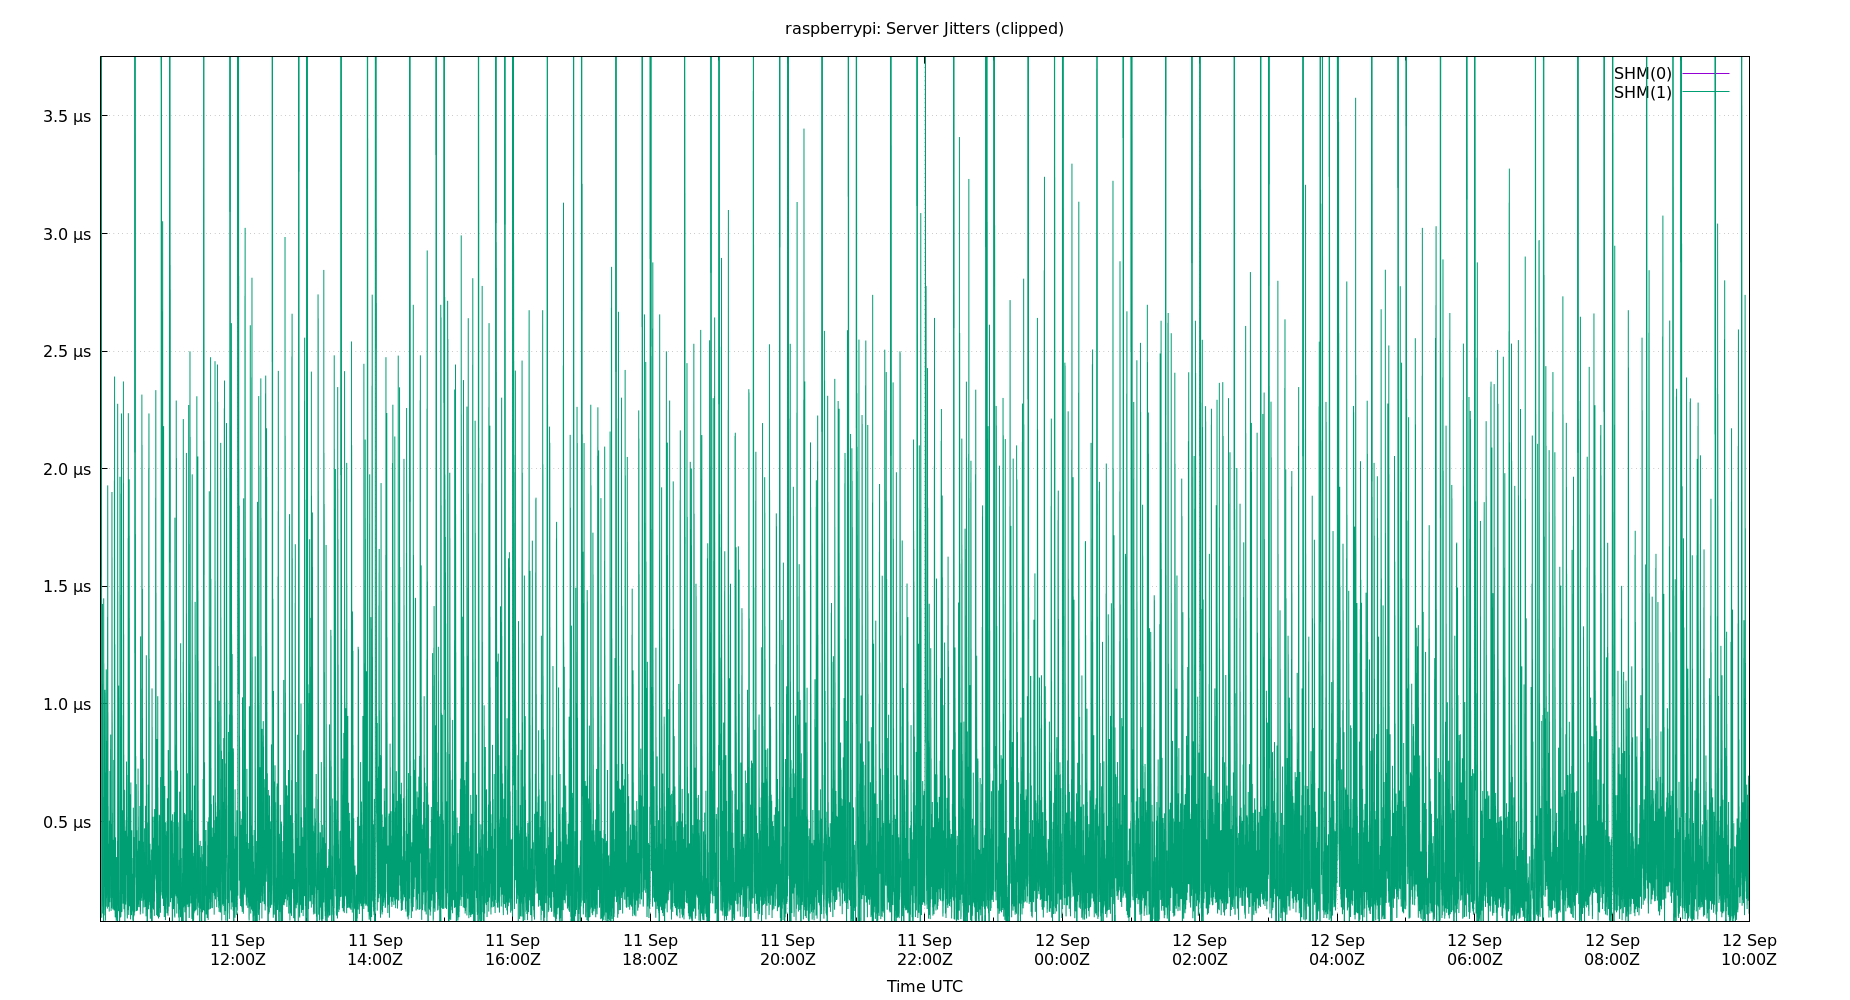 raspberrypi: Server Jitters (clipped)
SHM(0)
SHM(1)
3.5 µs
3.0 µs
2.5 µs
2.0 µs
1.5 µs
1.0 µs
0.5 µs
11 Sep 11 Sep 11 Sep 11 Sep 11 Sep 11 Sep 12 Sep 12 Sep 12 Sep 12 Sep 12 Sep 12 Sep
12:00Z 14:00Z 16:00Z 18:00Z 20:00Z 22:00Z 00:00Z 02:00Z 04:00Z 06:00Z 08:00Z 10:00Z
Time UTC